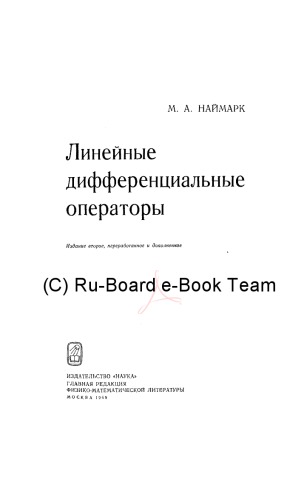 М. А. НАЙМАРК
Линейные
дифференциальные
операторы
Издание второе, переработанное и дополненное
(C) Ru-Board e-Book Team
ИЗДАТЕЛЬСТВО «НАУКА»
ГЛАВНАЯ РЕДАКЦИЯ
ФИЗИКО-МАТЕМАТИЧЕСКОЙ ЛИТЕРАТУРЫ
МОСКВА 1969